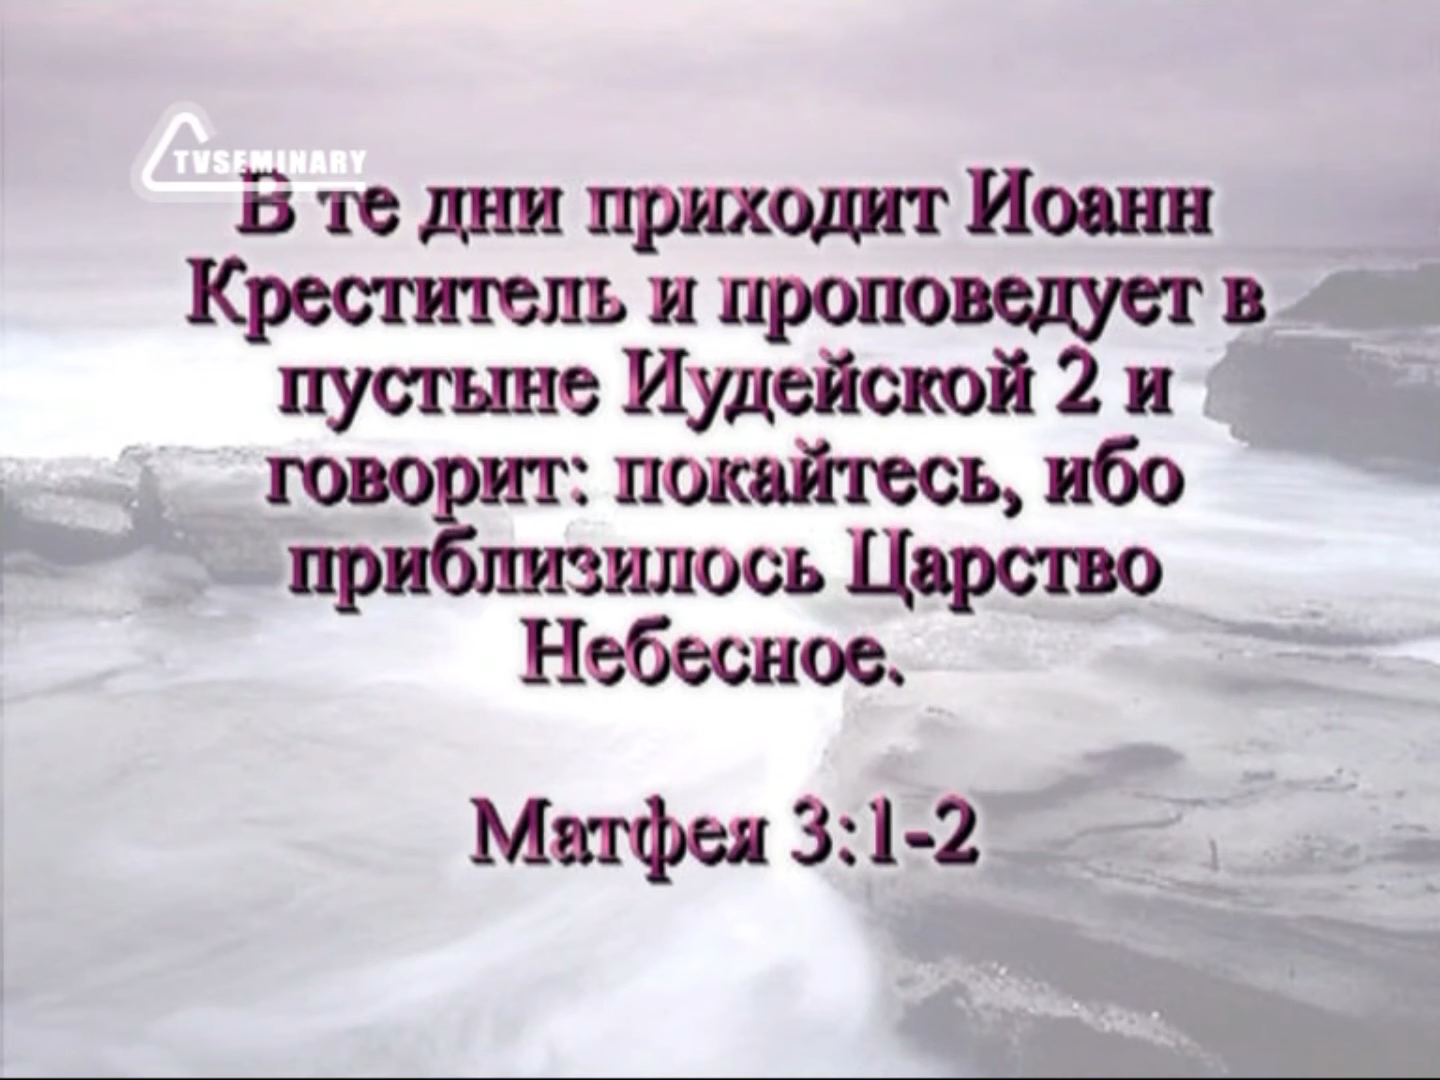 TVSEMINARY
В те дни приходит Иоанн
Креститель и проповедует в
пустыне Иудейской 2 и
говорит: покайтесь, ибо
приблизилось Царство
Небесное.
Матфея 3:1-2